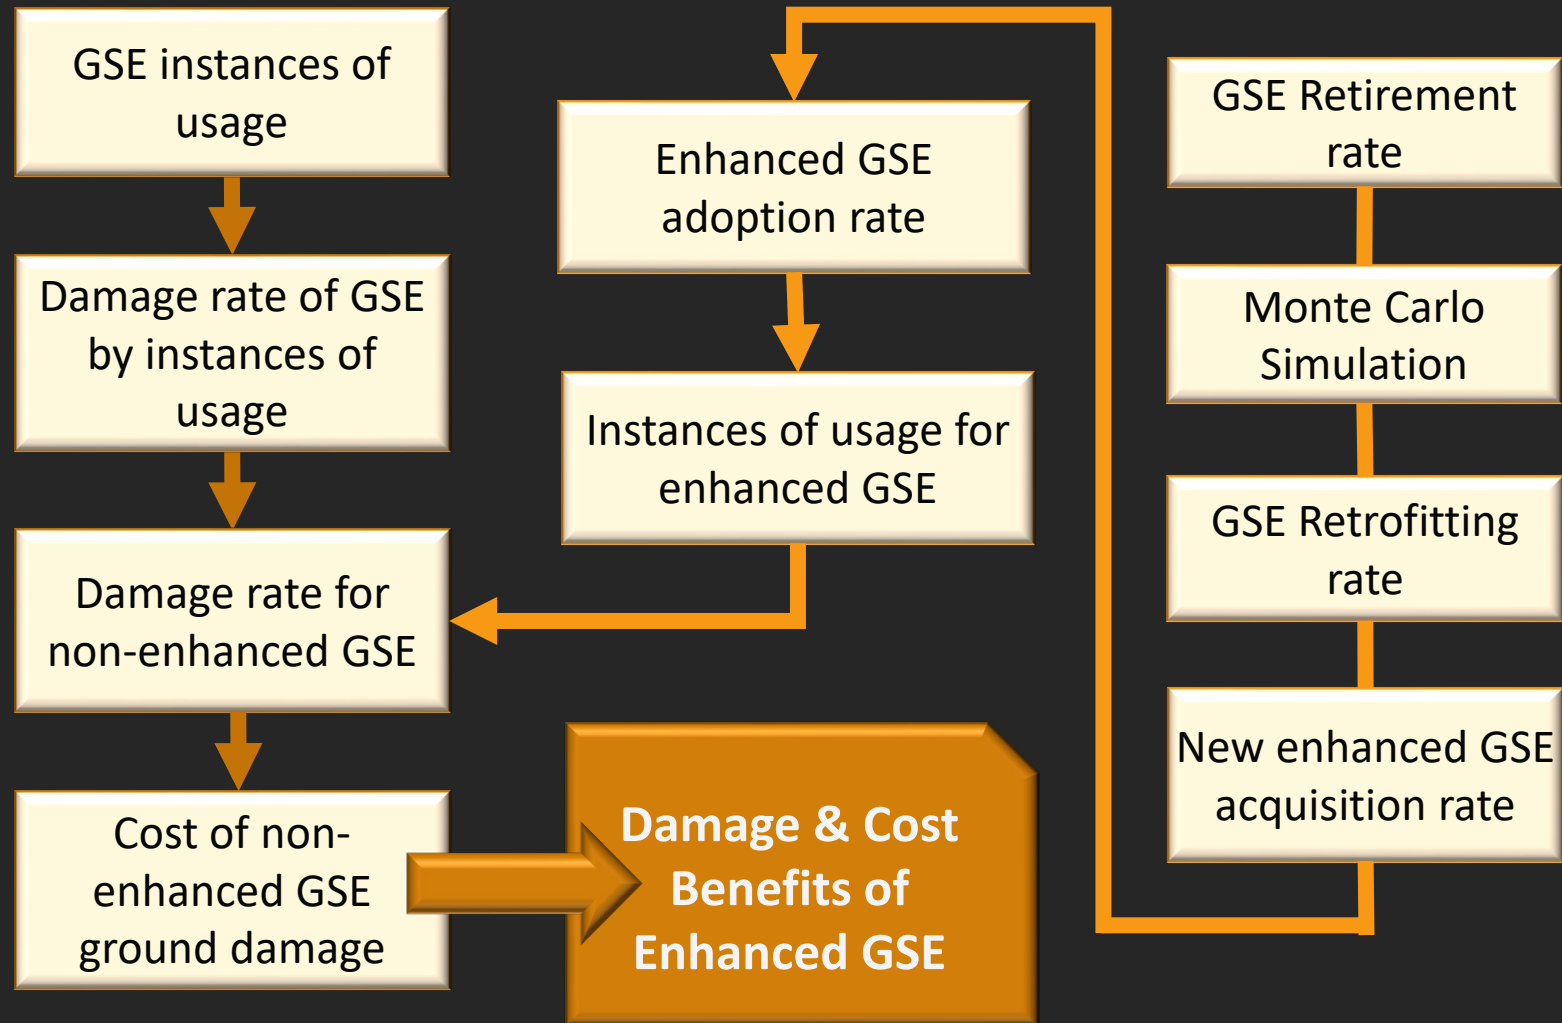 GSE instances of
usage
Damage rate of GSE
by instances of
usage
Damage rate for
non-enhanced GSE
Cost of non-
enhanced GSE
ground damage
Enhanced GSE
adoption rate
Instances of usage for
enhanced GSE
Damage & Cost
Benefits of
Enhanced GSE
GSE Retirement
rate
Monte Carlo
Simulation
GSE Retrofitting
rate
New enhanced GSE
acquisition rate